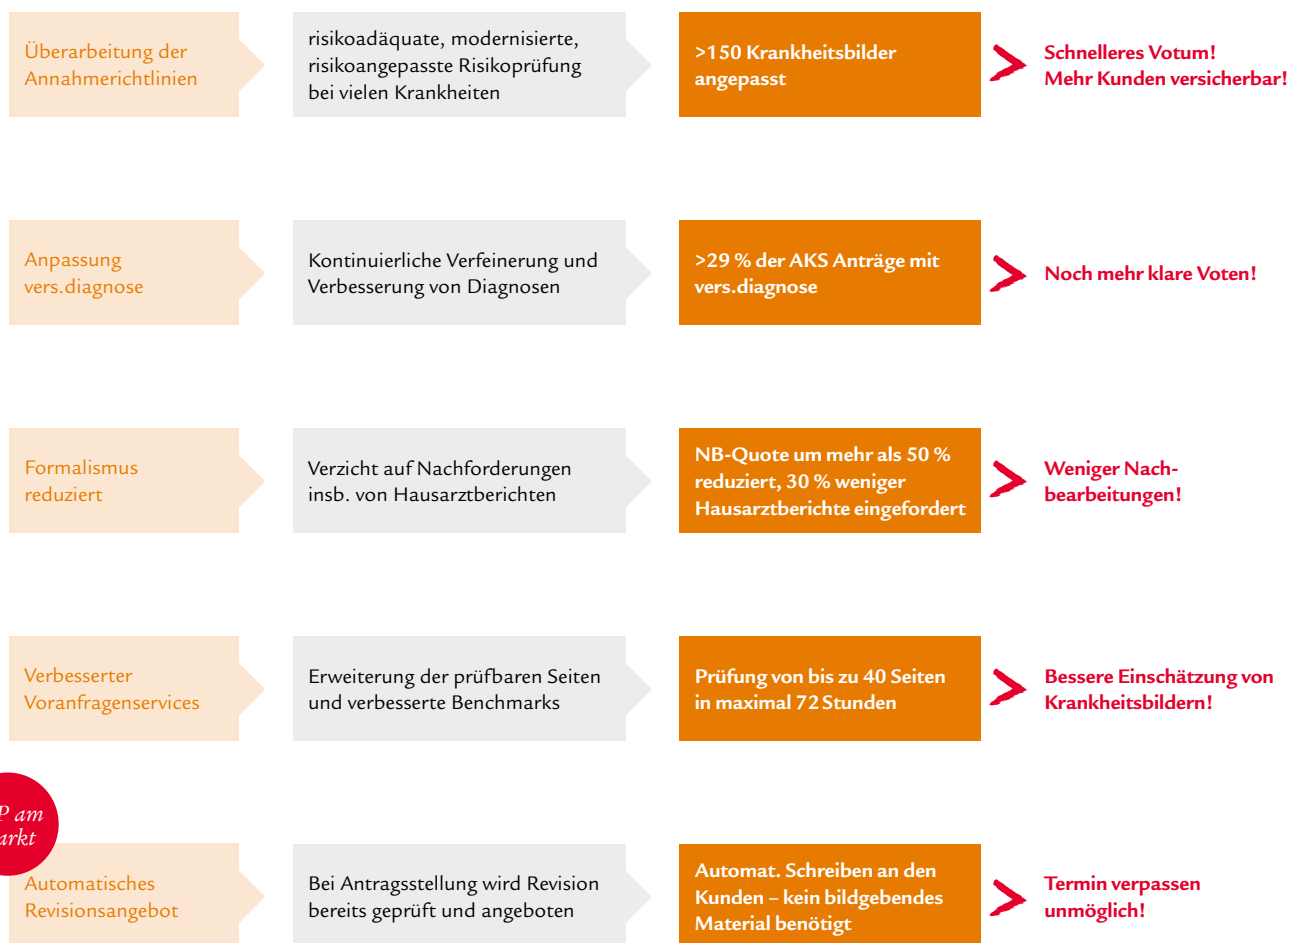 Überarbeitung der
Annahmerichtlinien
risikoadäquate, modernisierte,
risikoangepasste Risikoprüfung
bei vielen Krankheiten
>150 Krankheitsbilder
angepasst
Schnelleres Votum!
Mehr Kunden versicherbar!
Anpassung
vers.diagnose
Kontinuierliche Verfeinerung und
Verbesserung von Diagnosen
>29 % der AKS Anträge mit
vers.diagnose
Noch mehr klare Voten!
Formalismus
reduziert
Verzicht auf Nachforderungen
insb. von Hausarztberichten
NB-Quote um mehr als 50 %
reduziert, 30 % weniger
Hausarztberichte eingefordert
Weniger Nach-
bearbeitungen!
Verbesserter
Voranfragenservices
Erweiterung der prüfbaren Seiten
und verbesserte Benchmarks
Prüfung von bis zu 40 Seiten
in maximal 72 Stunden
Bessere Einschätzung von
Krankheitsbildern!
am
Automatisches
Revisionsangebot
Bei Antragsstellung wird Revision
bereits geprüft und angeboten
Automat. Schreiben an den
Kunden – kein bildgebendes
Material benötigt
Termin verpassen
unmöglich!